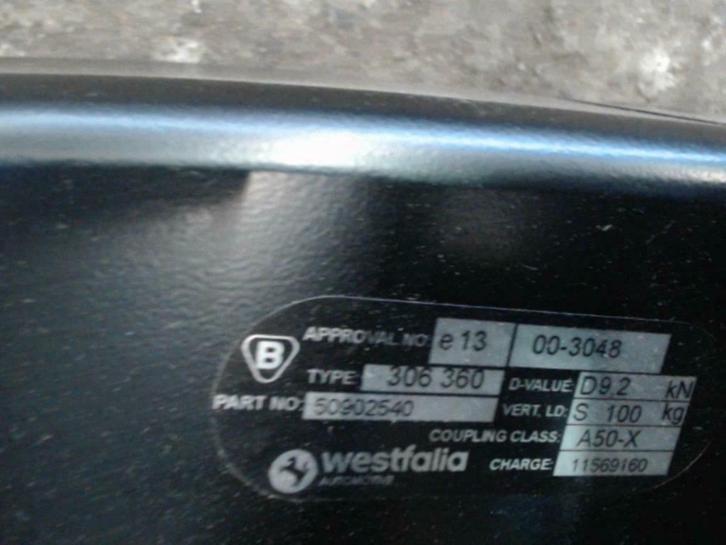 B
APPROVAL NO: e 13 00-3048
TYPE: 306 360 D-VALUE: D9.2 kN
PART NO: 50902540 VERT. LD: S 100 kg
COUPLING CLASS: A50-X
westfalia CHARGE: 11569160
AUTOMOTIVE